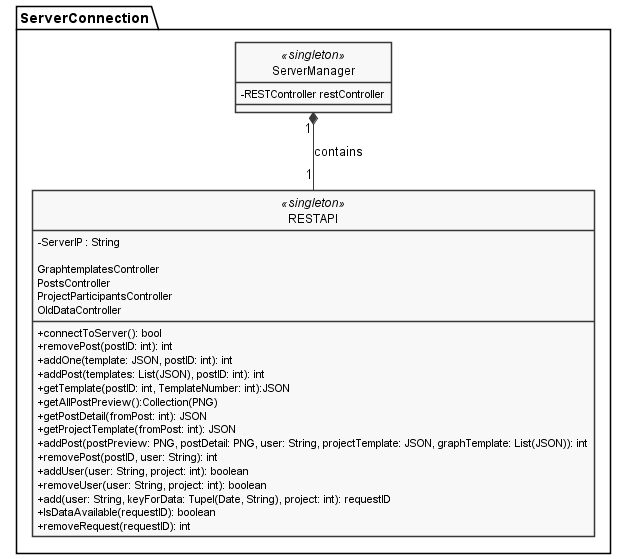 ServerConnection
«singleton»
ServerManager
-RESTController restController
1
contains
1
«singleton»
RESTAPI
-ServerIP : String
GraphtemplatesController
PostsController
ProjectParticipantsController
OldDataController
+connectToServer(): bool
+removePost(postID: int): int
+addOne(template: JSON, postID: int): int
+addPost(templates: List(JSON), postID: int): int
+getTemplate(postID: int, TemplateNumber: int):JSON
+getAllPostPreview():Collection(PNG)
+getPostDetail(fromPost: int): JSON
+getProjectTemplate(fromPost: int): JSON
+addPost(postPreview: PNG, postDetail: PNG, user: String, projectTemplate: JSON, graphTemplate: List(JSON)): int
+removePost(postID, user: String): int
+addUser(user: String, project: int): boolean
+removeUser(user: String, project: int): boolean
+add(user: String, keyForData: Tupel(Date, String), project: int): requestID
+IsDataAvailable(requestID): boolean
+removeRequest(requestID): int